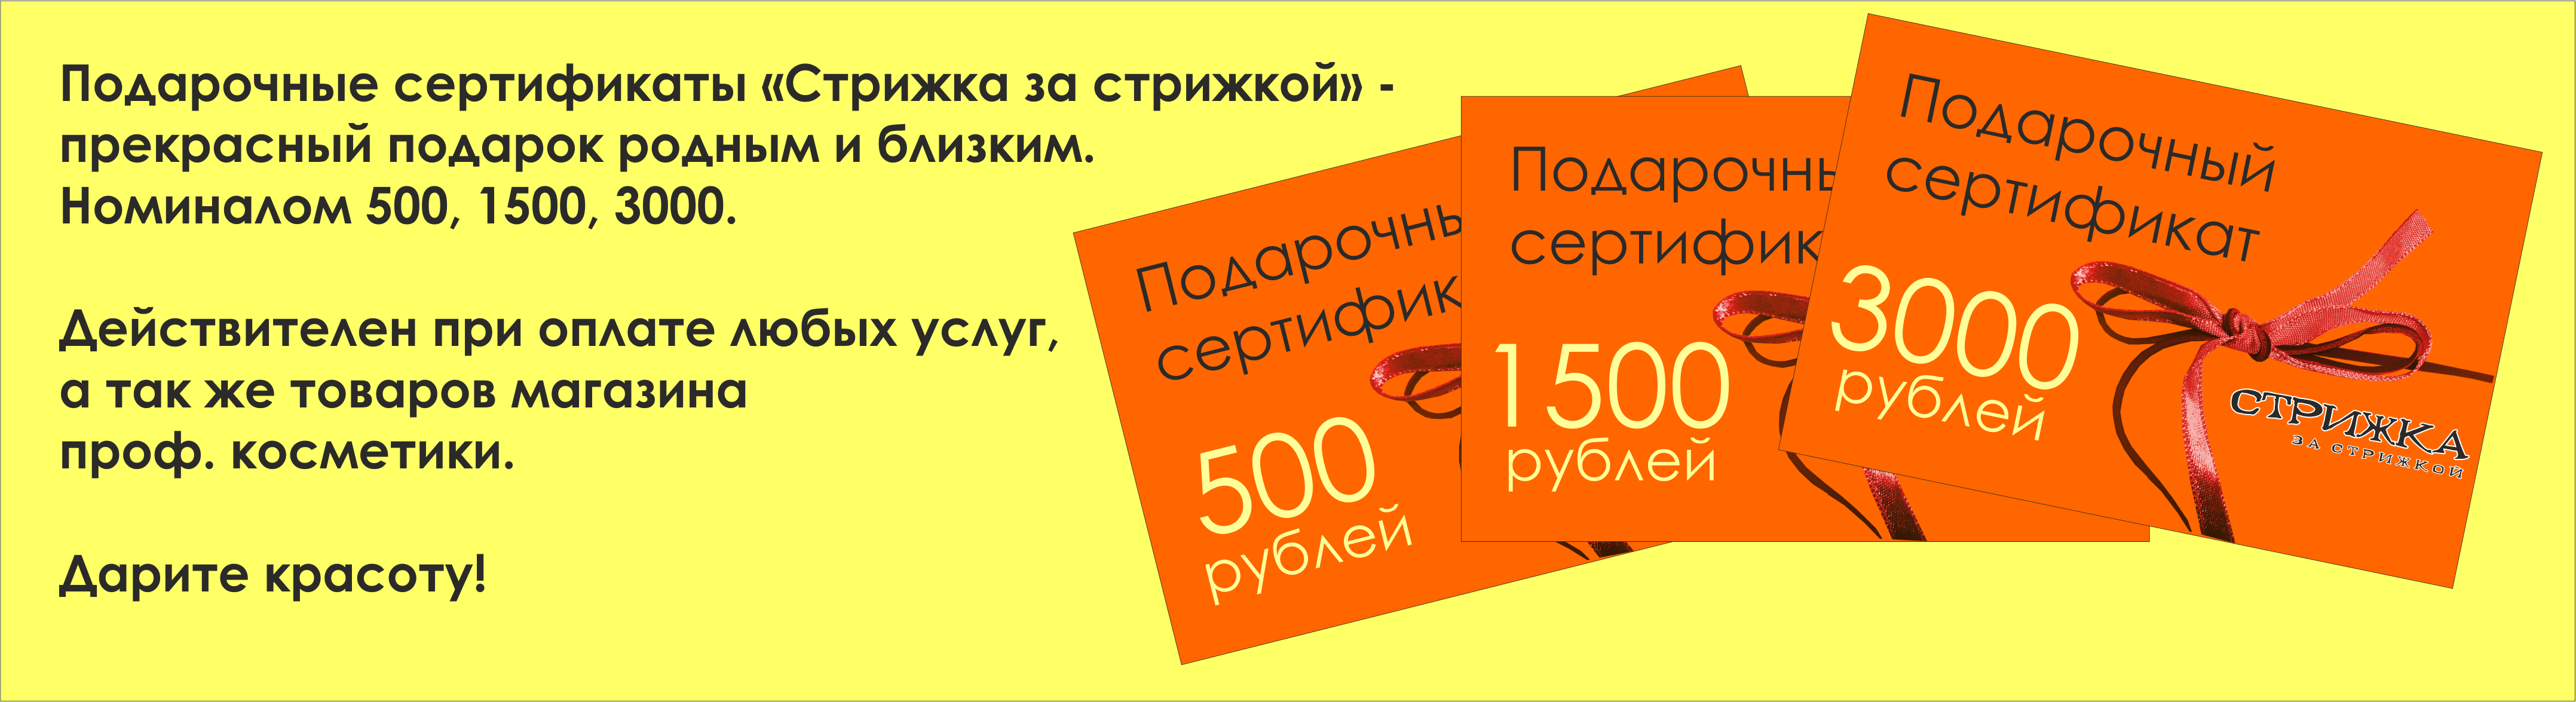 Подарочные сертификаты «Стрижка за стрижкой» -
прекрасный подарок родным и близким.
Номиналом 500, 1500, 3000.
Действителен при оплате любых услуг,
а так же товаров магазина
проф. косметики.
Дарите красоту!
Подарочны
сертифик
500
рублей
Подарочнь
сертифик
1500
рублей
Подарочный
сертификат
3000
рублей
СТРИЖКА
ЗА СТРИЖКОЙ